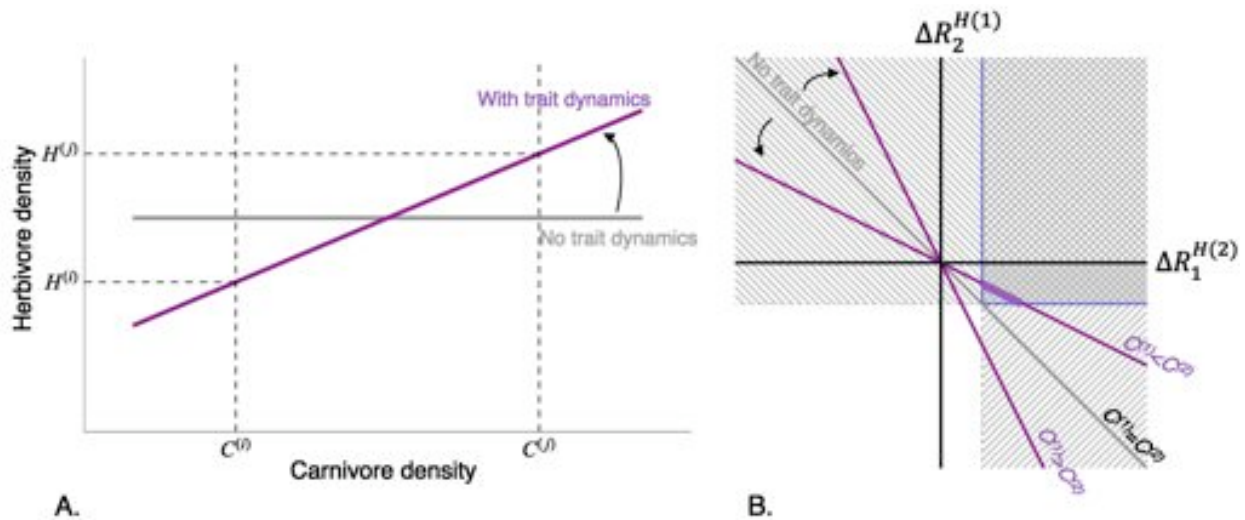 With trait dynamics
H^{(j)}
Herbivore density
No trait dynamics
H^{(i)}
C^{(i)}
C^{(j)}
Carnivore density
A.
ΔR_2^{H(1)}
No trait dynamics
ΔR_1^{H(2)}
C^{(1)}<C^{(2)}
C^{(1)}=C^{(2)}
C^{(1)}>C^{(2)}
B.